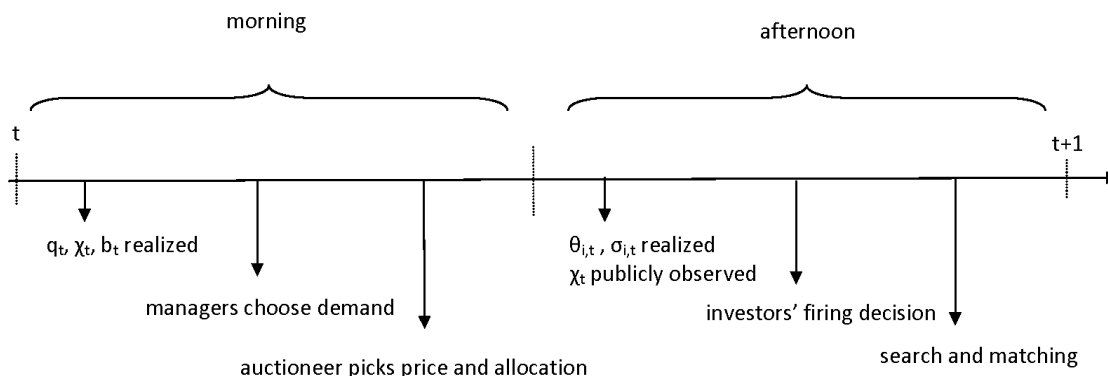 morning
afternoon
t
t+1
qₜ, χₜ, bₜ realized
θᵢ,ₜ , σᵢ,ₜ realized
χₜ publicly observed
managers choose demand
investors' firing decision
auctioneer picks price and allocation
search and matching